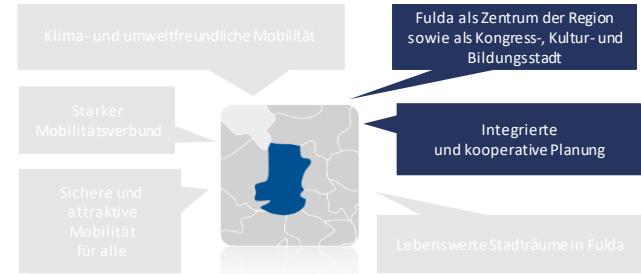 Klima- und umweltfreundliche Mobilität
Fulda als Zentrum der Region
sowie als Kongress-, Kultur- und
Bildungsstadt
Starker
Mobilitätsverbund
Integrierte
und kooperative Planung
Sichere und
attraktive
Mobilität
für alle
Lebenswerte Stadträume in Fulda